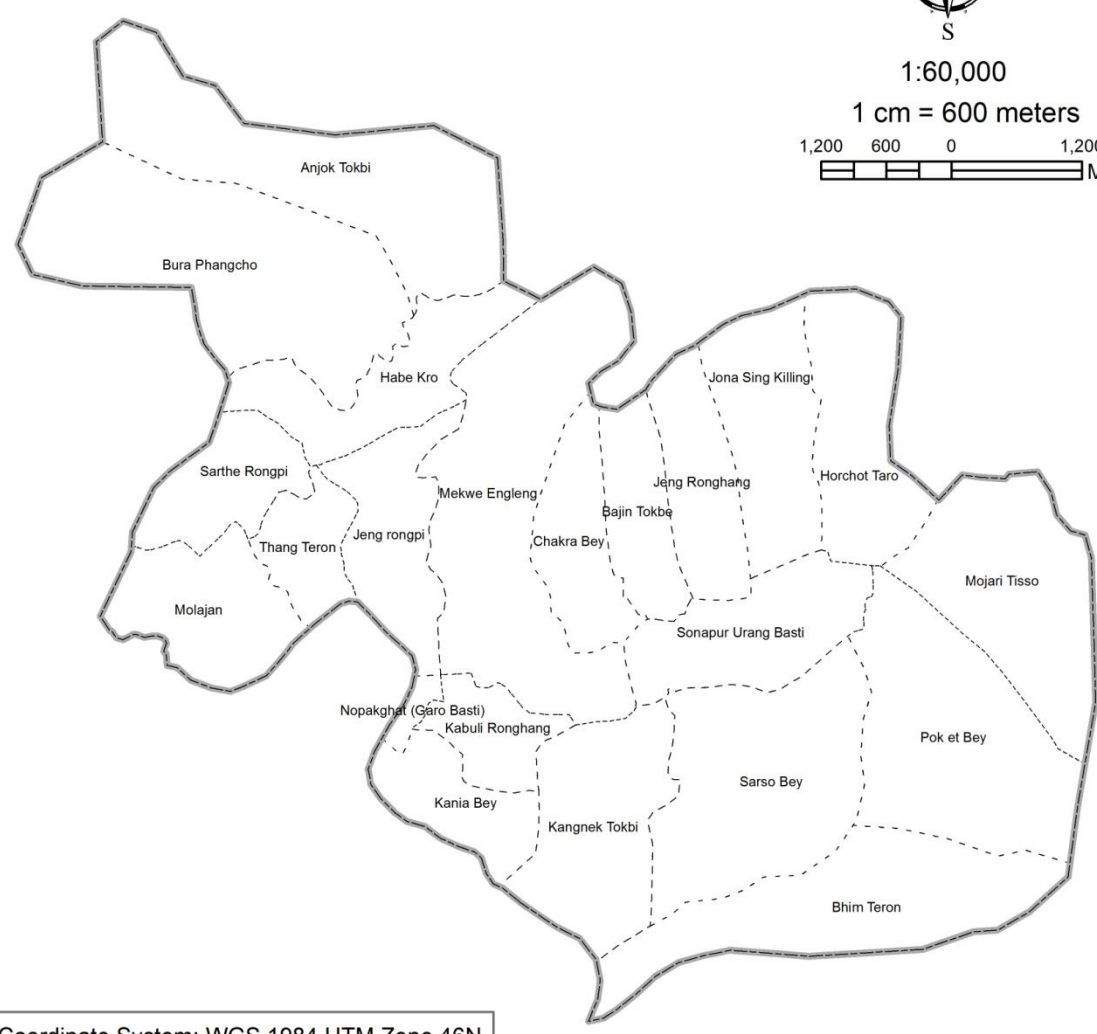 S
1:60,000
1 cm = 600 meters
1,200 600 0 1,200
M
Anjok Tokbi
Bura Phangcho
Habe Kro
Jona Sing Killing
Sarthe Rongpi
Mekwe Engleng
Jeng Ronghang
Horchot Taro
Bajin Tokbe
Jeng rongpi
Chakra Bey
Thang Teron
Mojari Tisso
Molajan
Sonapur Urang Basti
Nopakghat (Garo Basti)
Kabuli Ronghang
Pok et Bey
Sarso Bey
Kania Bey
Kangnek Tokbi
Bhim Teron
Coordinate System: WGS 1984 UTM Zone 46N